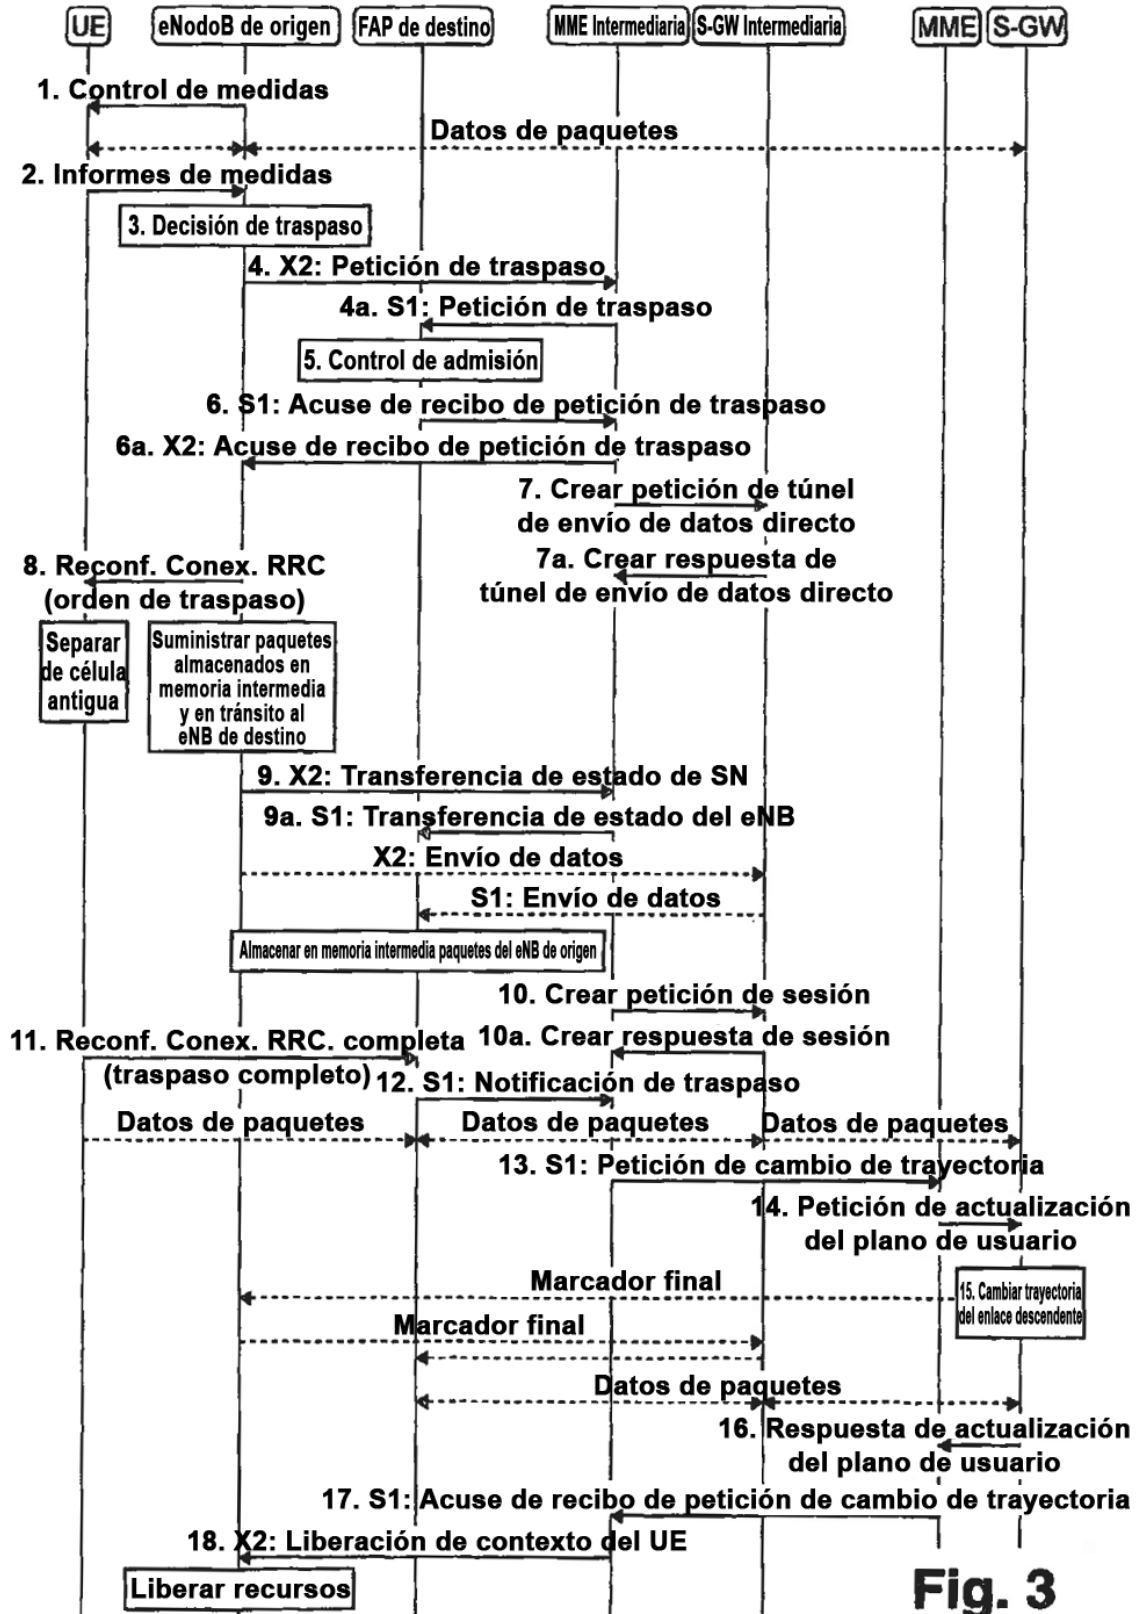 UE
eNodoB de origen
FAP de destino
MME Intermediaria
S-GW Intermediaria
MME
S-GW
1. Control de medidas
Datos de paquetes
2. Informes de medidas
3. Decisión de traspaso
4. X2: Petición de traspaso
4a. S1: Petición de traspaso
5. Control de admisión
6. S1: Acuse de recibo de petición de traspaso
6a. X2: Acuse de recibo de petición de traspaso
7. Crear petición de túnel
de envío de datos directo
7a. Crear respuesta de
túnel de envío de datos directo
8. Reconf. Conex. RRC
(orden de traspaso)
Separar
de célula
antigua
Suministrar paquetes
almacenados en
memoria intermedia
y en tránsito al
eNB de destino
9. X2: Transferencia de estado de SN
9a. S1: Transferencia de estado del eNB
X2: Envío de datos
S1: Envío de datos
Almacenar en memoria intermedia paquetes del eNB de origen
10. Crear petición de sesión
10a. Crear respuesta de sesión
11. Reconf. Conex. RRC. completa
(traspaso completo)
12. S1: Notificación de traspaso
Datos de paquetes
Datos de paquetes
Datos de paquetes
13. S1: Petición de cambio de trayectoria
14. Petición de actualización
del plano de usuario
Marcador final
15. Cambiar trayectoria
del enlace descendente
Marcador final
Datos de paquetes
16. Respuesta de actualización
del plano de usuario
17. S1: Acuse de recibo de petición de cambio de trayectoria
18. X2: Liberación de contexto del UE
Liberar recursos
Fig. 3